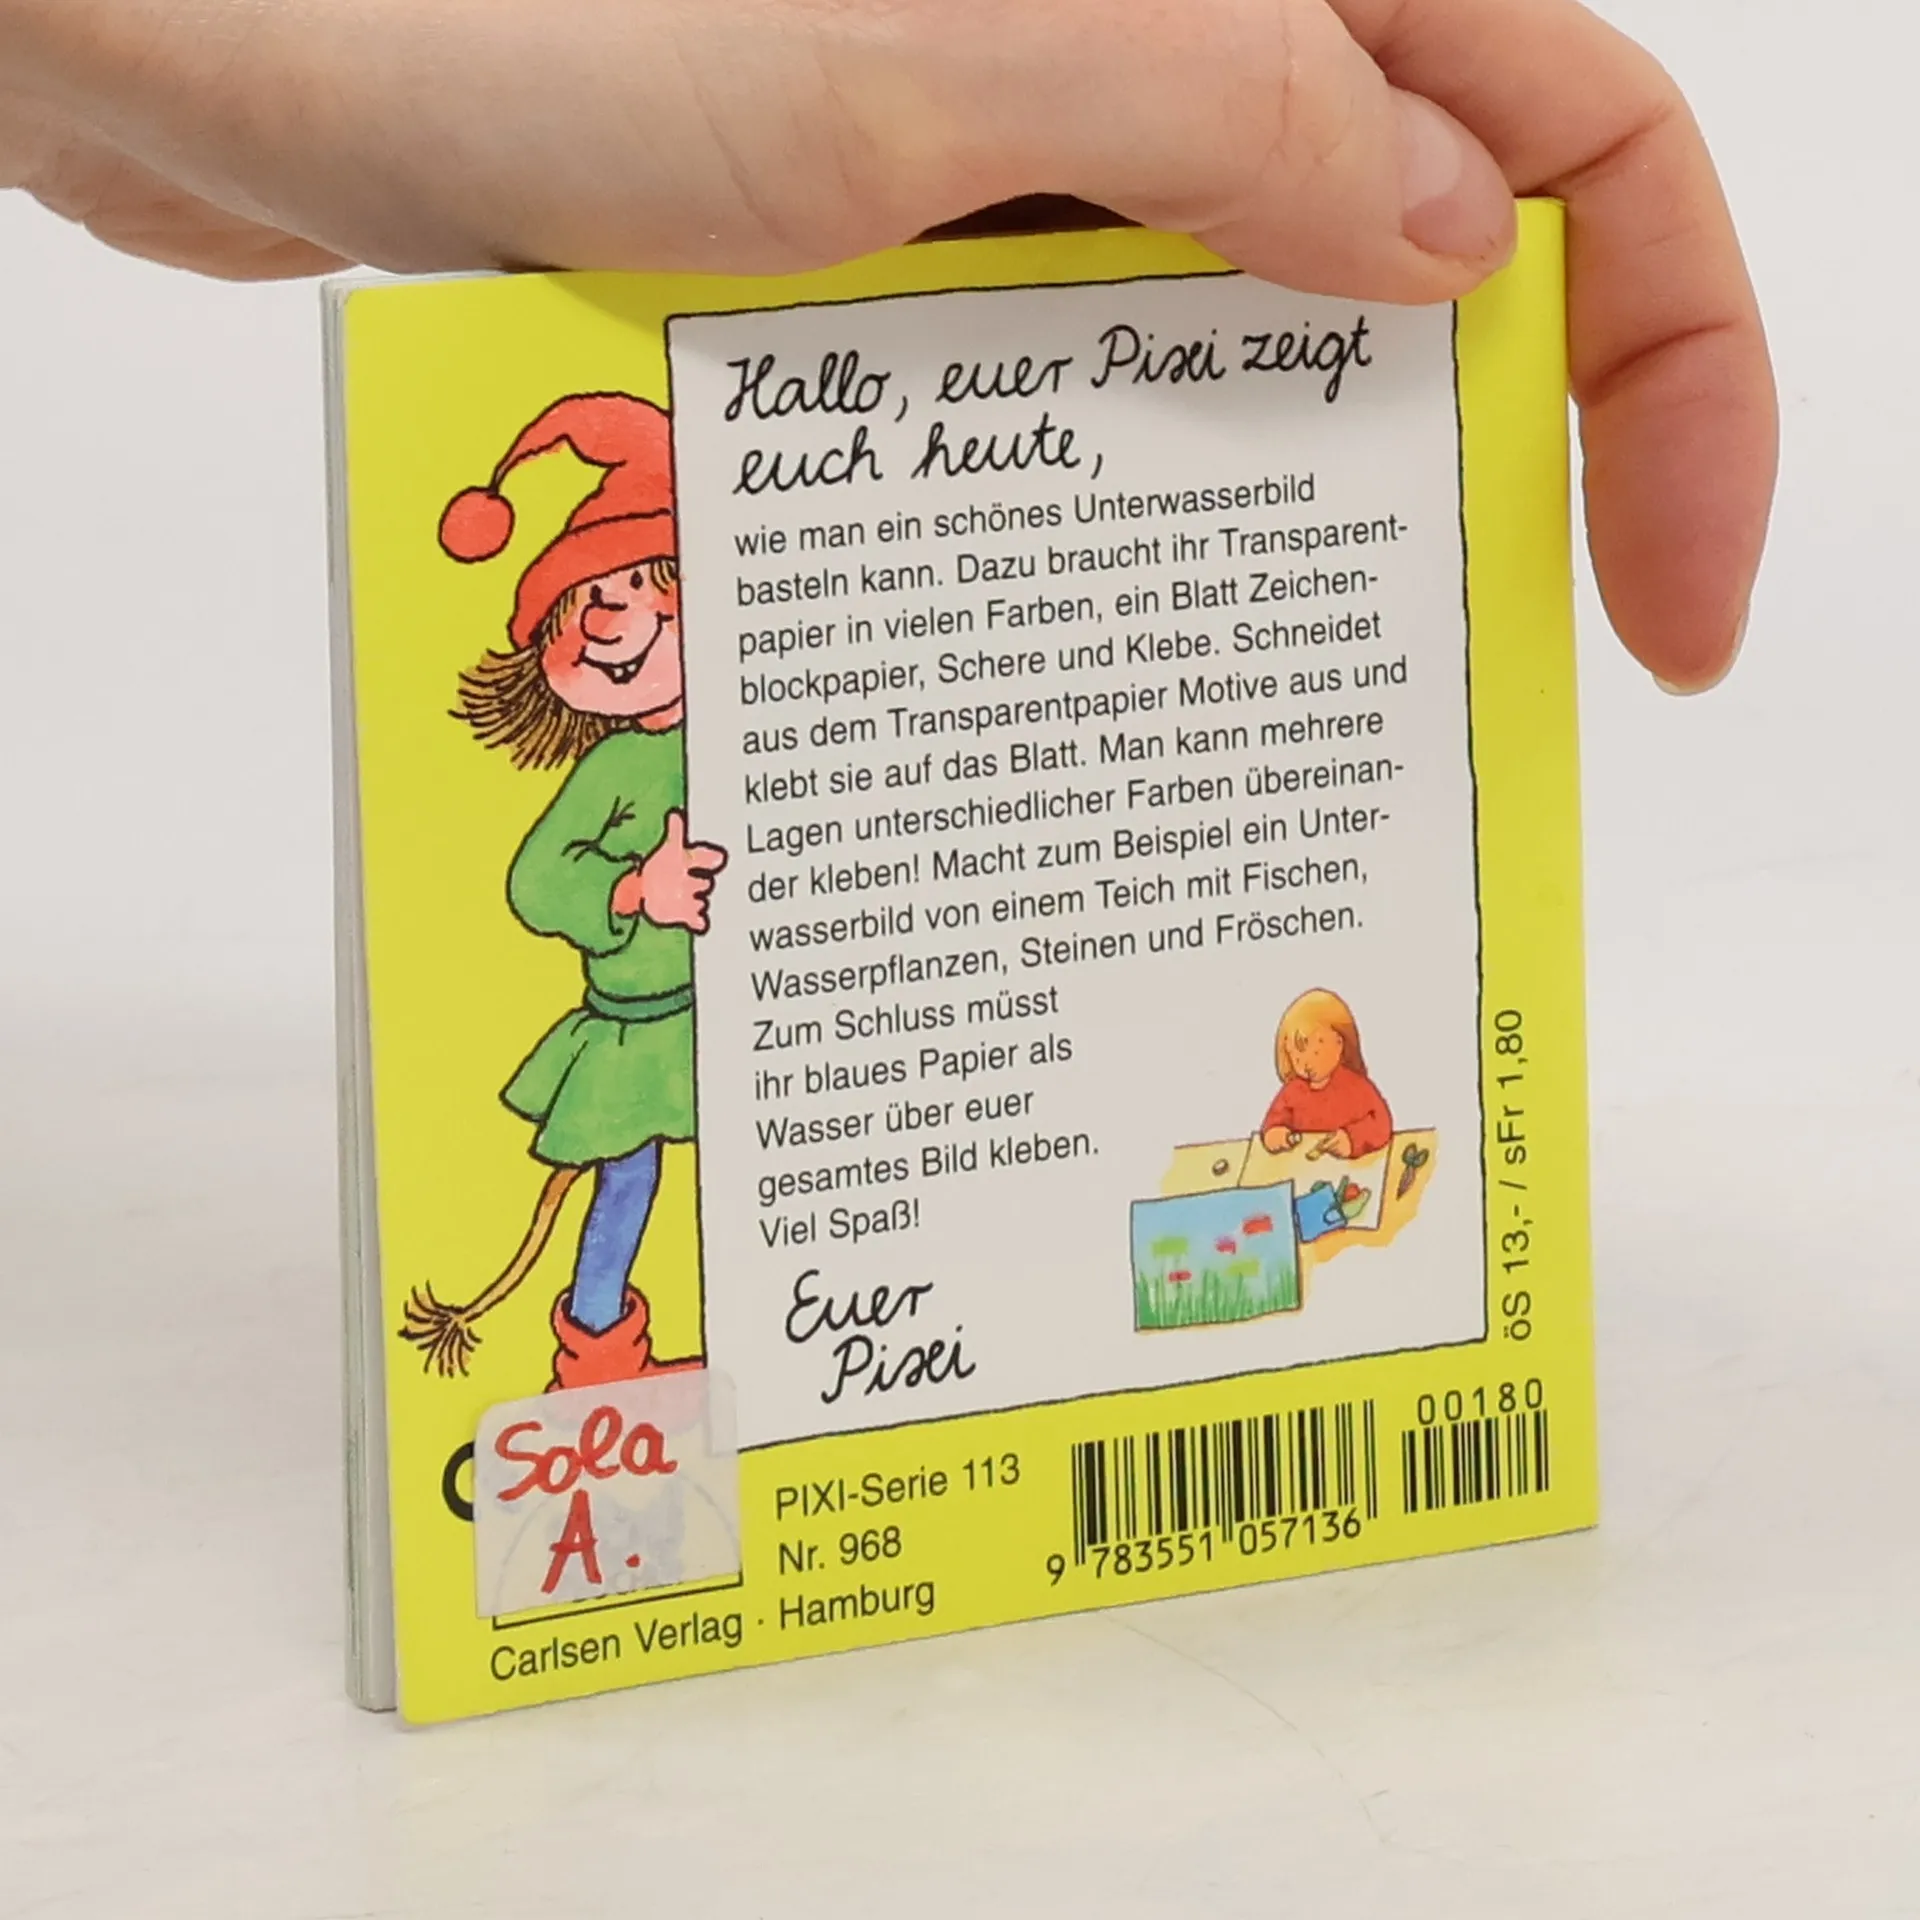 Hallo, euer Pixi zeigt
euch heute,
wie man ein schönes Unterwasserbild
basteln kann. Dazu braucht ihr Transparent-
papier in vielen Farben, ein Blatt Zeichen-
blockpapier, Schere und Klebe. Schneidet
aus dem Transparentpapier Motive aus und
klebt sie auf das Blatt. Man kann mehrere
Lagen unterschiedlicher Farben übereinan-
der kleben! Macht zum Beispiel ein Unter-
wasserbild von einem Teich mit Fischen,
Wasserpflanzen, Steinen und Fröschen.
Zum Schluss müsst
ihr blaues Papier als
Wasser über euer
gesamtes Bild kleben.
Viel Spaß!
Euer
Pixi
öS 13,- / sFr 1,80
Sola
A.
PIXI-Serie 113
Nr. 968
Carlsen Verlag · Hamburg
00180
9 783551 057136